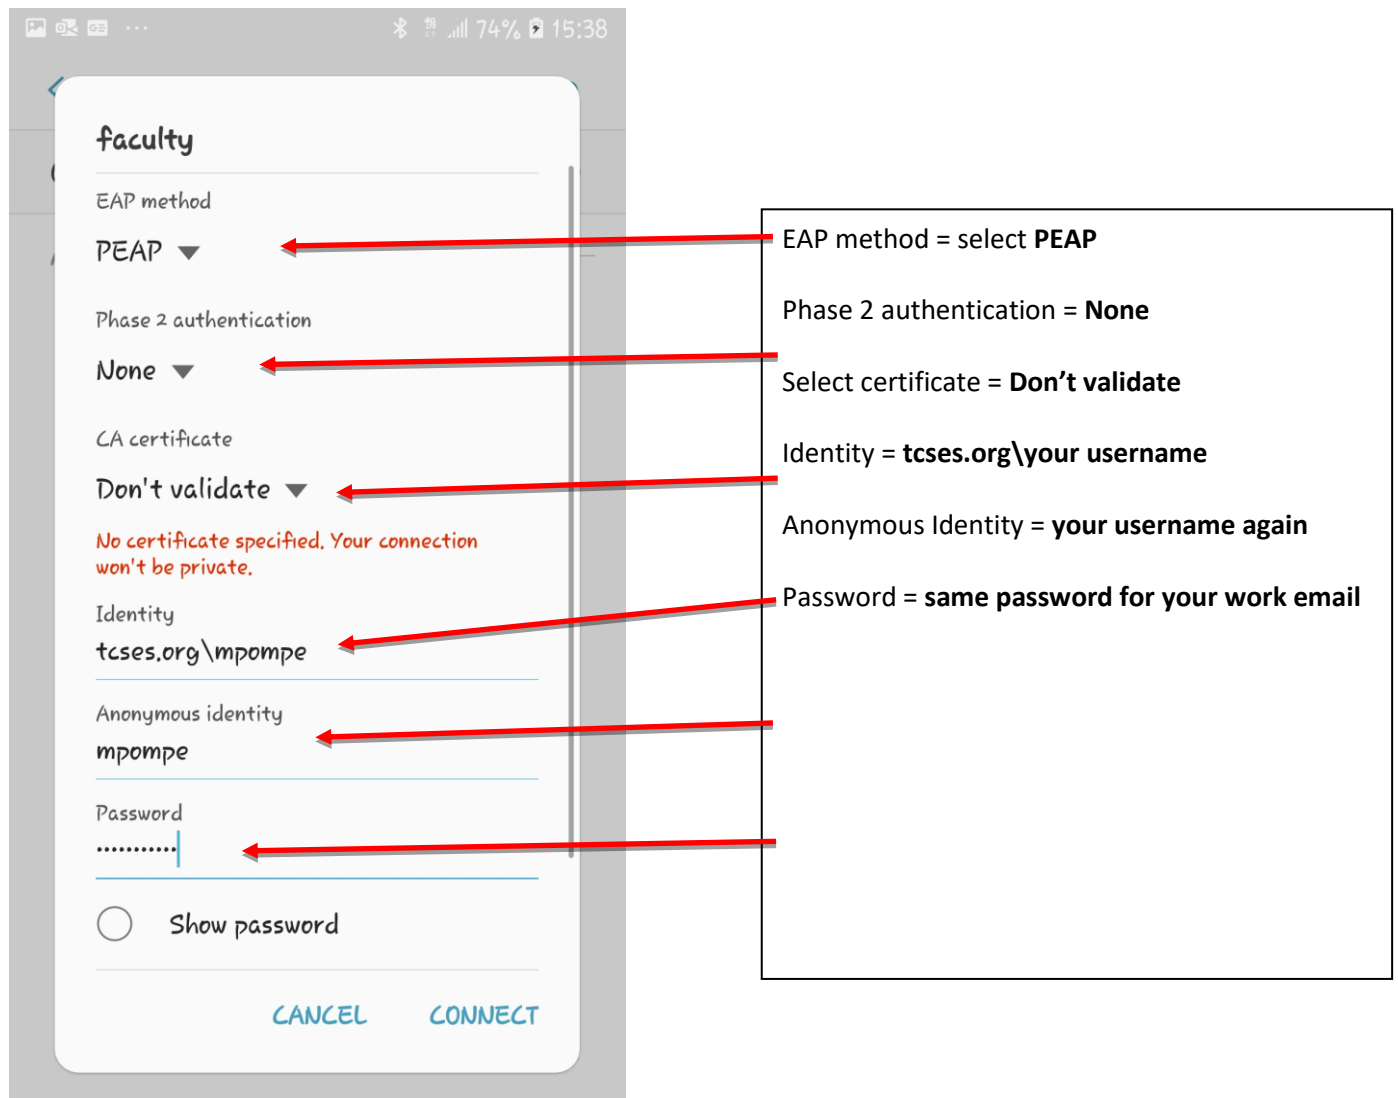 74% 15:38
faculty
EAP method
PEAP
Phase 2 authentication
None
CA certificate
Don't validate
No certificate specified. Your connection
won't be private.
Identity
tcses.org\mpompe
Anonymous identity
mpompe
Password
...........
Show password
CANCEL CONNECT
EAP method = select PEAP
Phase 2 authentication = None
Select certificate = Don’t validate
Identity = tcses.org\your username
Anonymous Identity = your username again
Password = same password for your work email